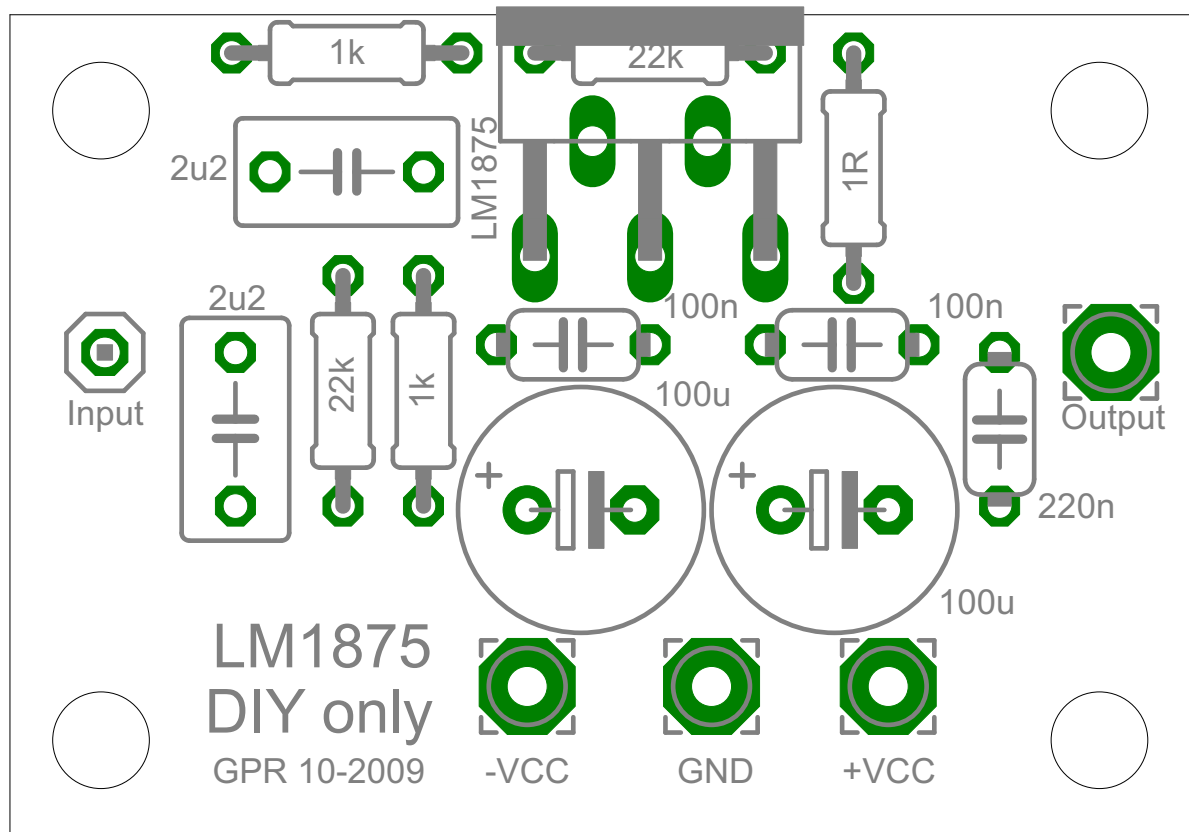 1k
22k
2u2
LM1875
1R
2u2
100n
100n
22k
1k
Input
100u
Output
+
+
220n
100u
LM1875
DIY only
GPR 10-2009
-VCC
GND
+VCC